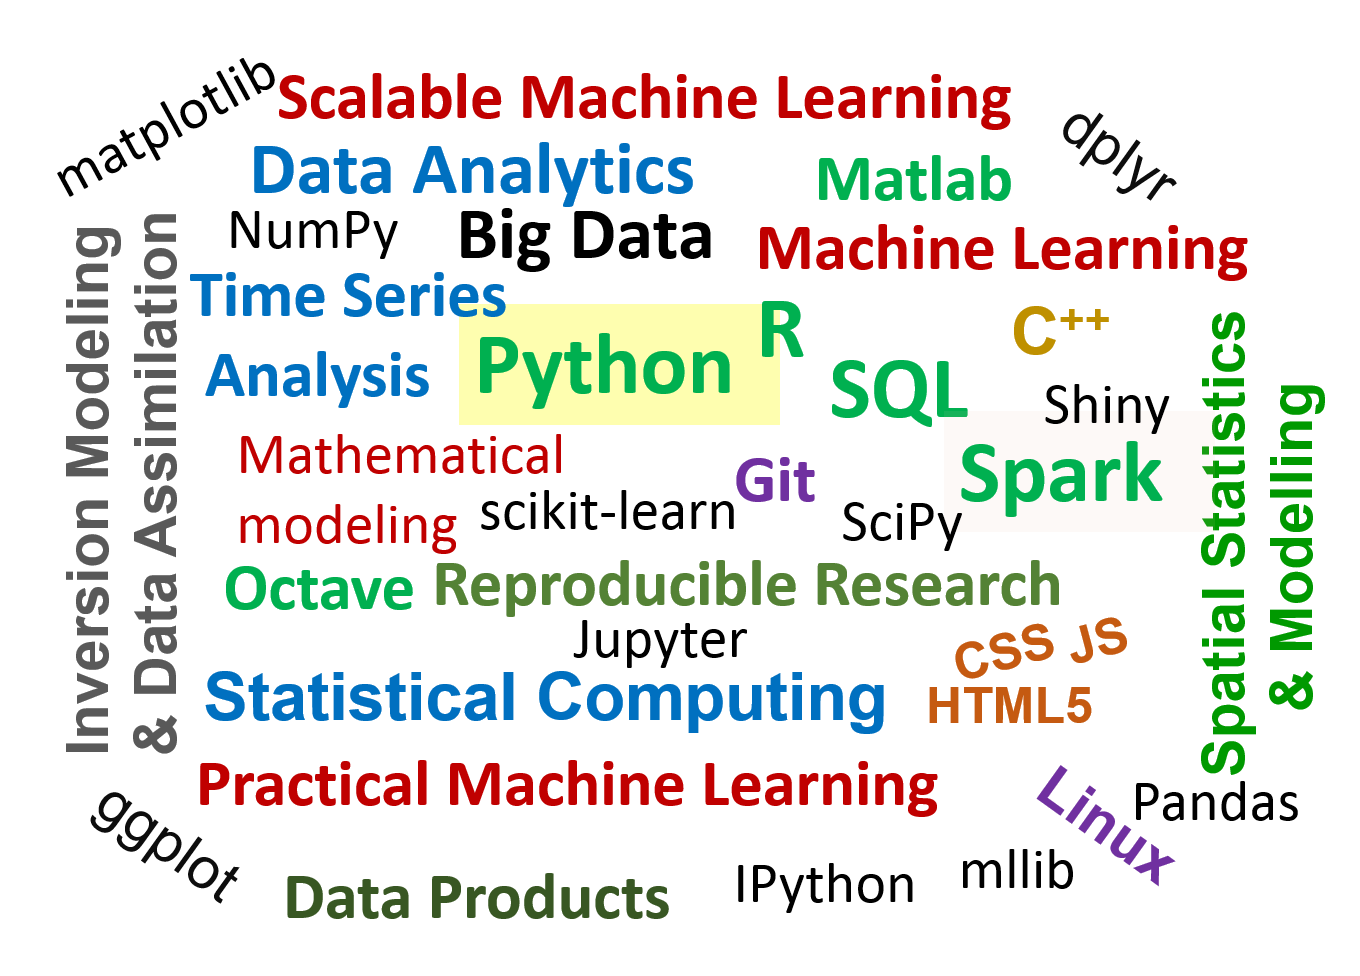 matplotlib
Scalable Machine Learning
dplyr
Data Analytics
Matlab
NumPy
Big Data
Machine Learning
Inversion Modeling
& Data Assimilation
Time Series
Analysis
Python
R
C++
SQL
Shiny
Spatial Statistics
& Modelling
Mathematical
modeling
scikit-learn
Git
SciPy
Spark
Octave
Reproducible Research
Jupyter
CSS JS
HTML5
Statistical Computing
Practical Machine Learning
Linux
Pandas
ggplot
Data Products
IPython
mllib